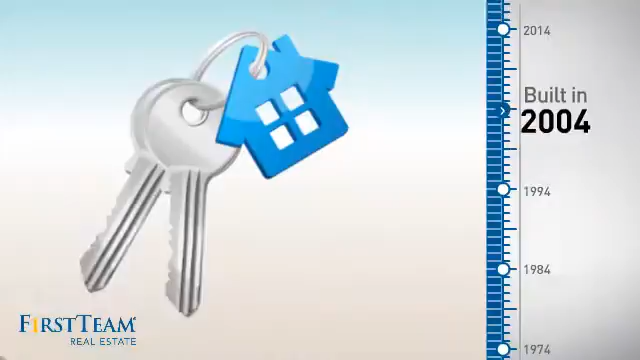 2014
Built in
2004
1994
1984
1974
FIRSTTEAM®
REAL ESTATE